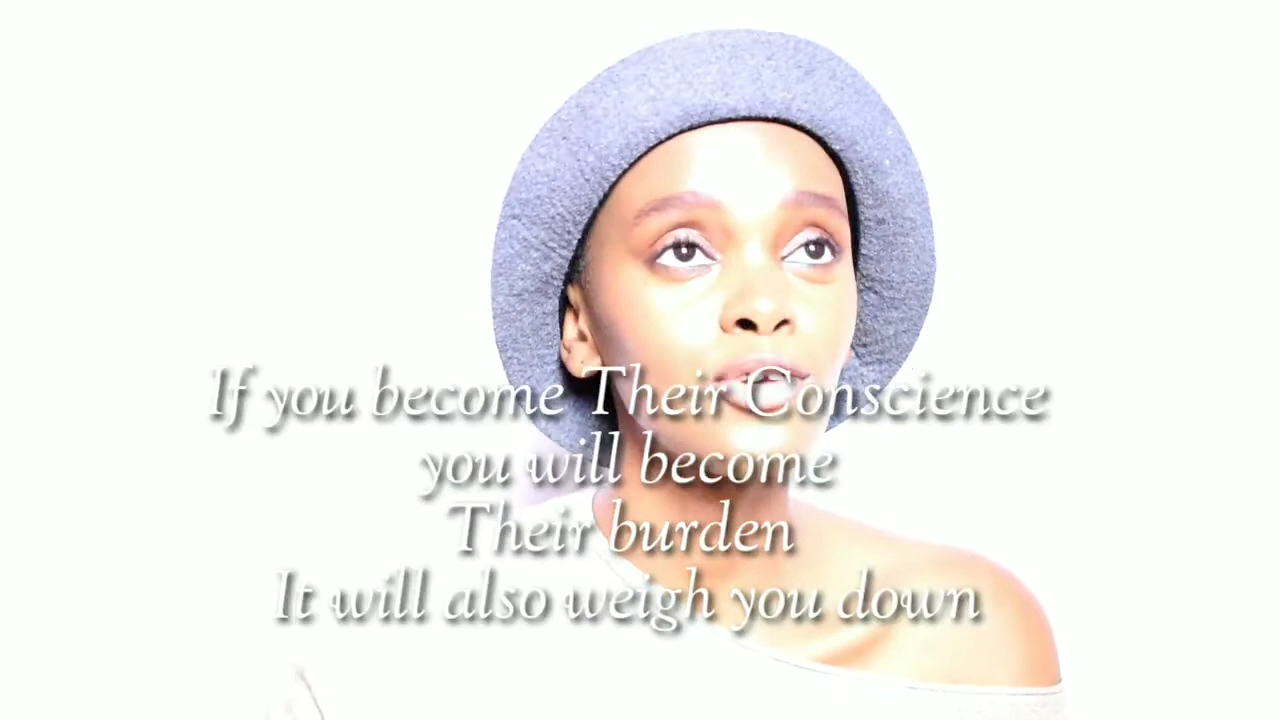 If you become Their Conscience
you will become
Their burden
It will also weigh you down